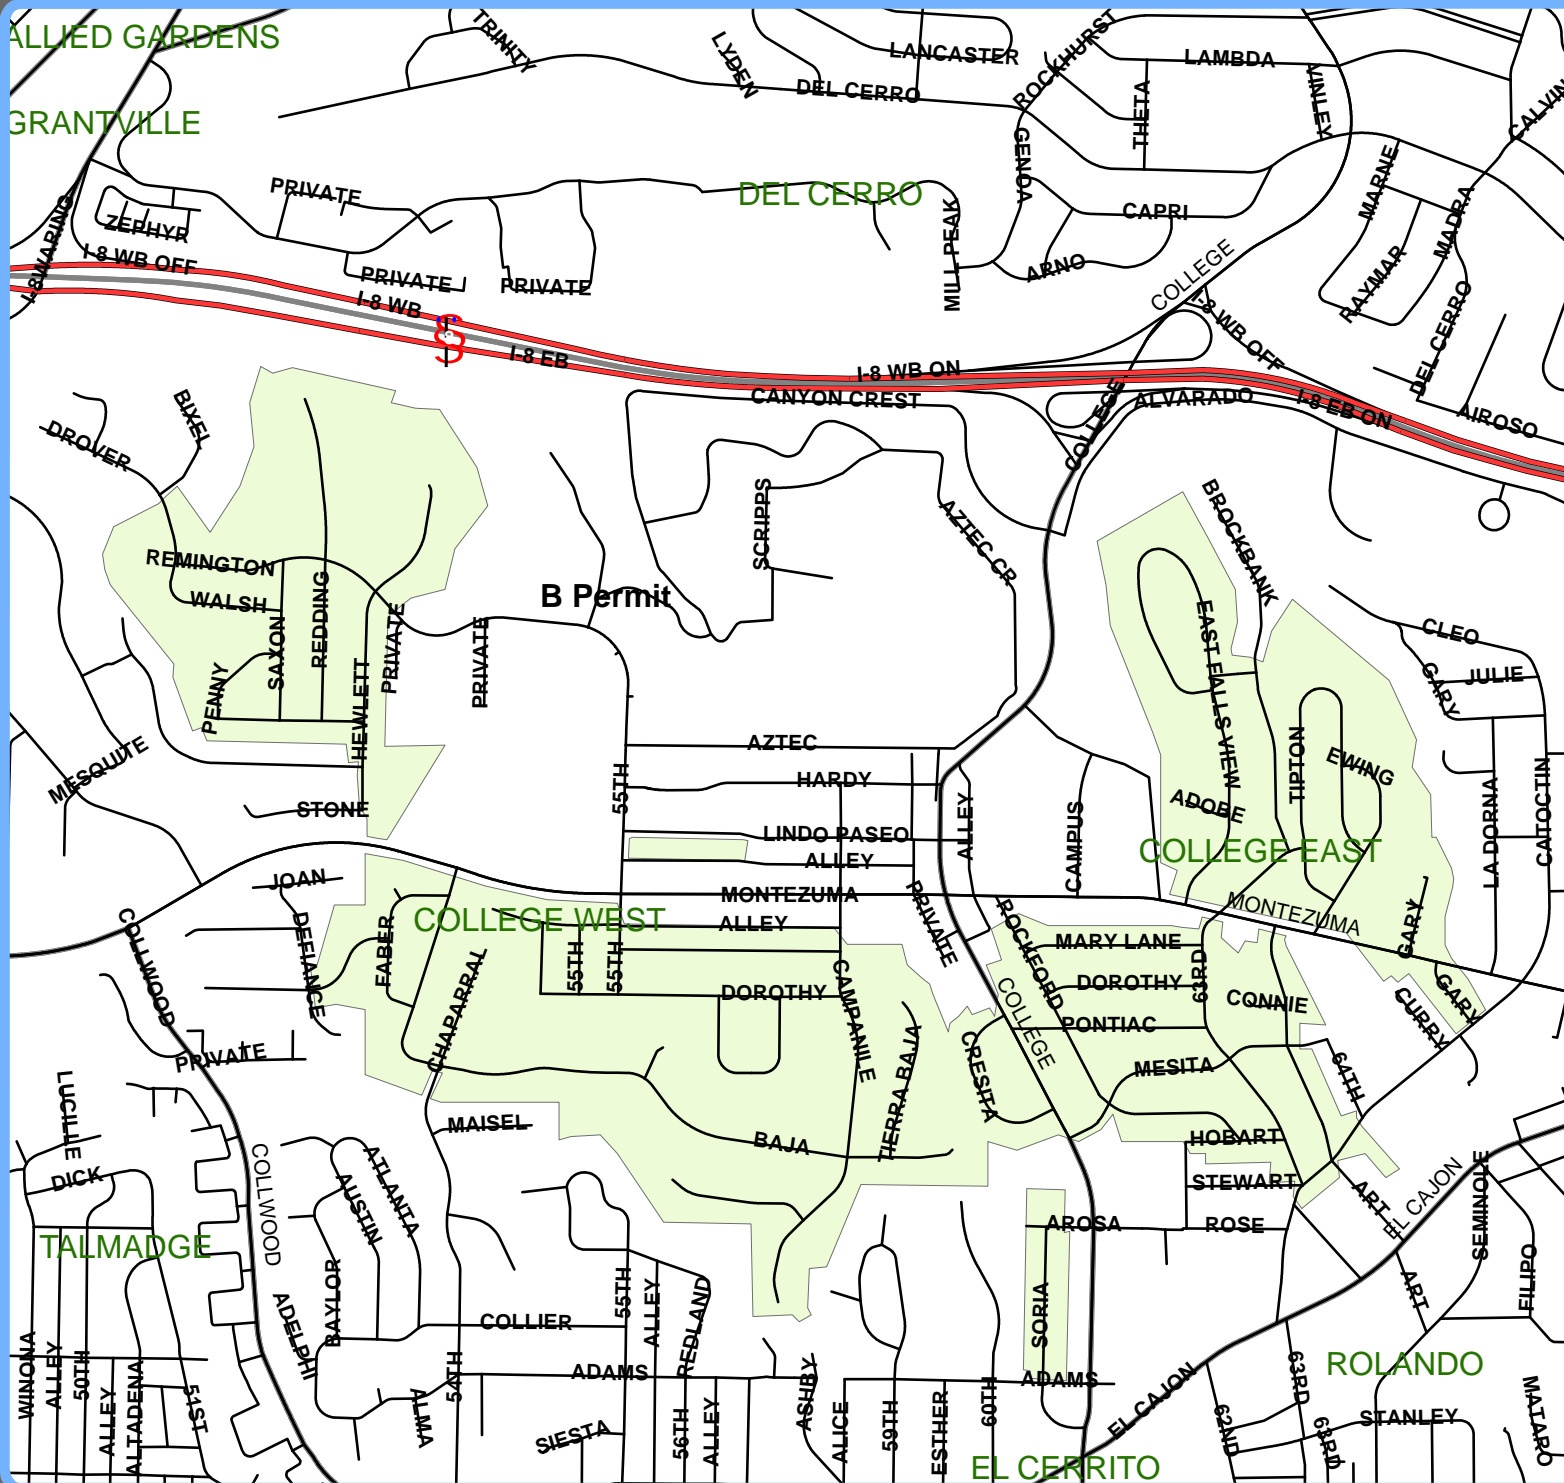 ALLIED GARDENS
TRINITY
LYDEN
LANCASTER
ROCKHURST
LAMBDA
DEL CERRO
VINLEY
THETA
CALVIN
GRANTVILLE
GENOA
MARNE
PRIVATE
DEL CERRO
MILL PEAK
CAPRI
MADRA
WARING
ZEPHYR
I-8 WB OFF
I-8
PRIVATE
PRIVATE
ARNO
COLLEGE
RAYMAR
I-8 WB
I-8 WB OFF
DEL CERRO
I-8 EB
I-8 WB ON
CANYON CREST
COLLEGE
ALVARADO
I-8 EB ON
AIROSO
BIXEL
DROVER
SCRIPPS
AZTEC CR
BROCKBANK
REMINGTON
WALSH
REDDING
B Permit
SAXON
PRIVATE
PRIVATE
EAST FALLS VIEW
CLEO
GARY
JULIE
PENNY
HEWLETT
MESQUITE
STONE
AZTEC
55TH
HARDY
TIPTON
EWING
ADOBE
LA DORNA
CATOCTIN
LINDO PASEO
ALLEY
ALLEY
CAMPUS
COLLEGE EAST
JOAN
MONTEZUMA
PRIVATE
MONTEZUMA
COLLWOOD
DEFIANCE
FABER
COLLEGE WEST
ALLEY
ROCKFORD
MARY LANE
GARY
CHAPARRAL
55TH
55TH
DOROTHY
CAMPANILE
COLLEGE
DOROTHY
63RD
CONNIE
GARY
CURRY
PONTIAC
PRIVATE
TIERRA BAJA
CRESITA
MESITA
64TH
LUCILLE
MAISEL
BAJA
HOBART
DICK
COLLWOOD
ATLANTA
AUSTIN
STEWART
ART
EL CAJON
SEMINOLE
TALMADGE
AROSA
ROSE
BAYLOR
ADELPHI
COLLIER
55TH
ALLEY
REDLAND
SORIA
ART
FILIPO
WINONA
ALLEY
50TH
ALLEY
ALTADENA
51ST
ALMA
54TH
ADAMS
SIESTA
56TH
ALLEY
ASHBY
ALICE
59TH
ESTHER
60TH
ADAMS
EL CAJON
62ND
63RD
63RD
ROLANDO
STANLEY
MATARO
EL CERRITO